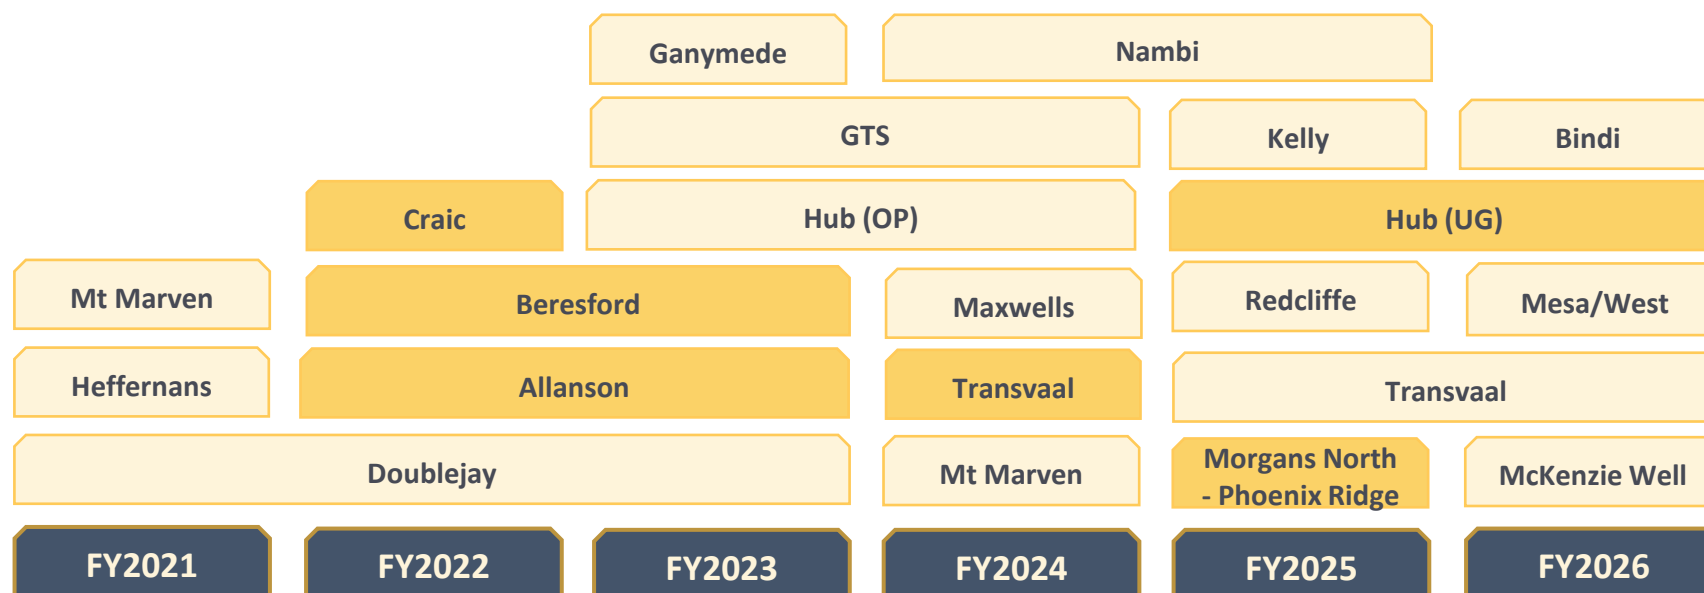 Ganymede
Nambi
GTS
Kelly
Bindi
Craic
Hub (OP)
Hub (UG)
Mt Marven
Beresford
Maxwells
Redcliffe
Mesa/West
Heffernans
Allanson
Transvaal
Transvaal
Doublejay
Mt Marven
Morgans North
- Phoenix Ridge
McKenzie Well
FY2021
FY2022
FY2023
FY2024
FY2025
FY2026